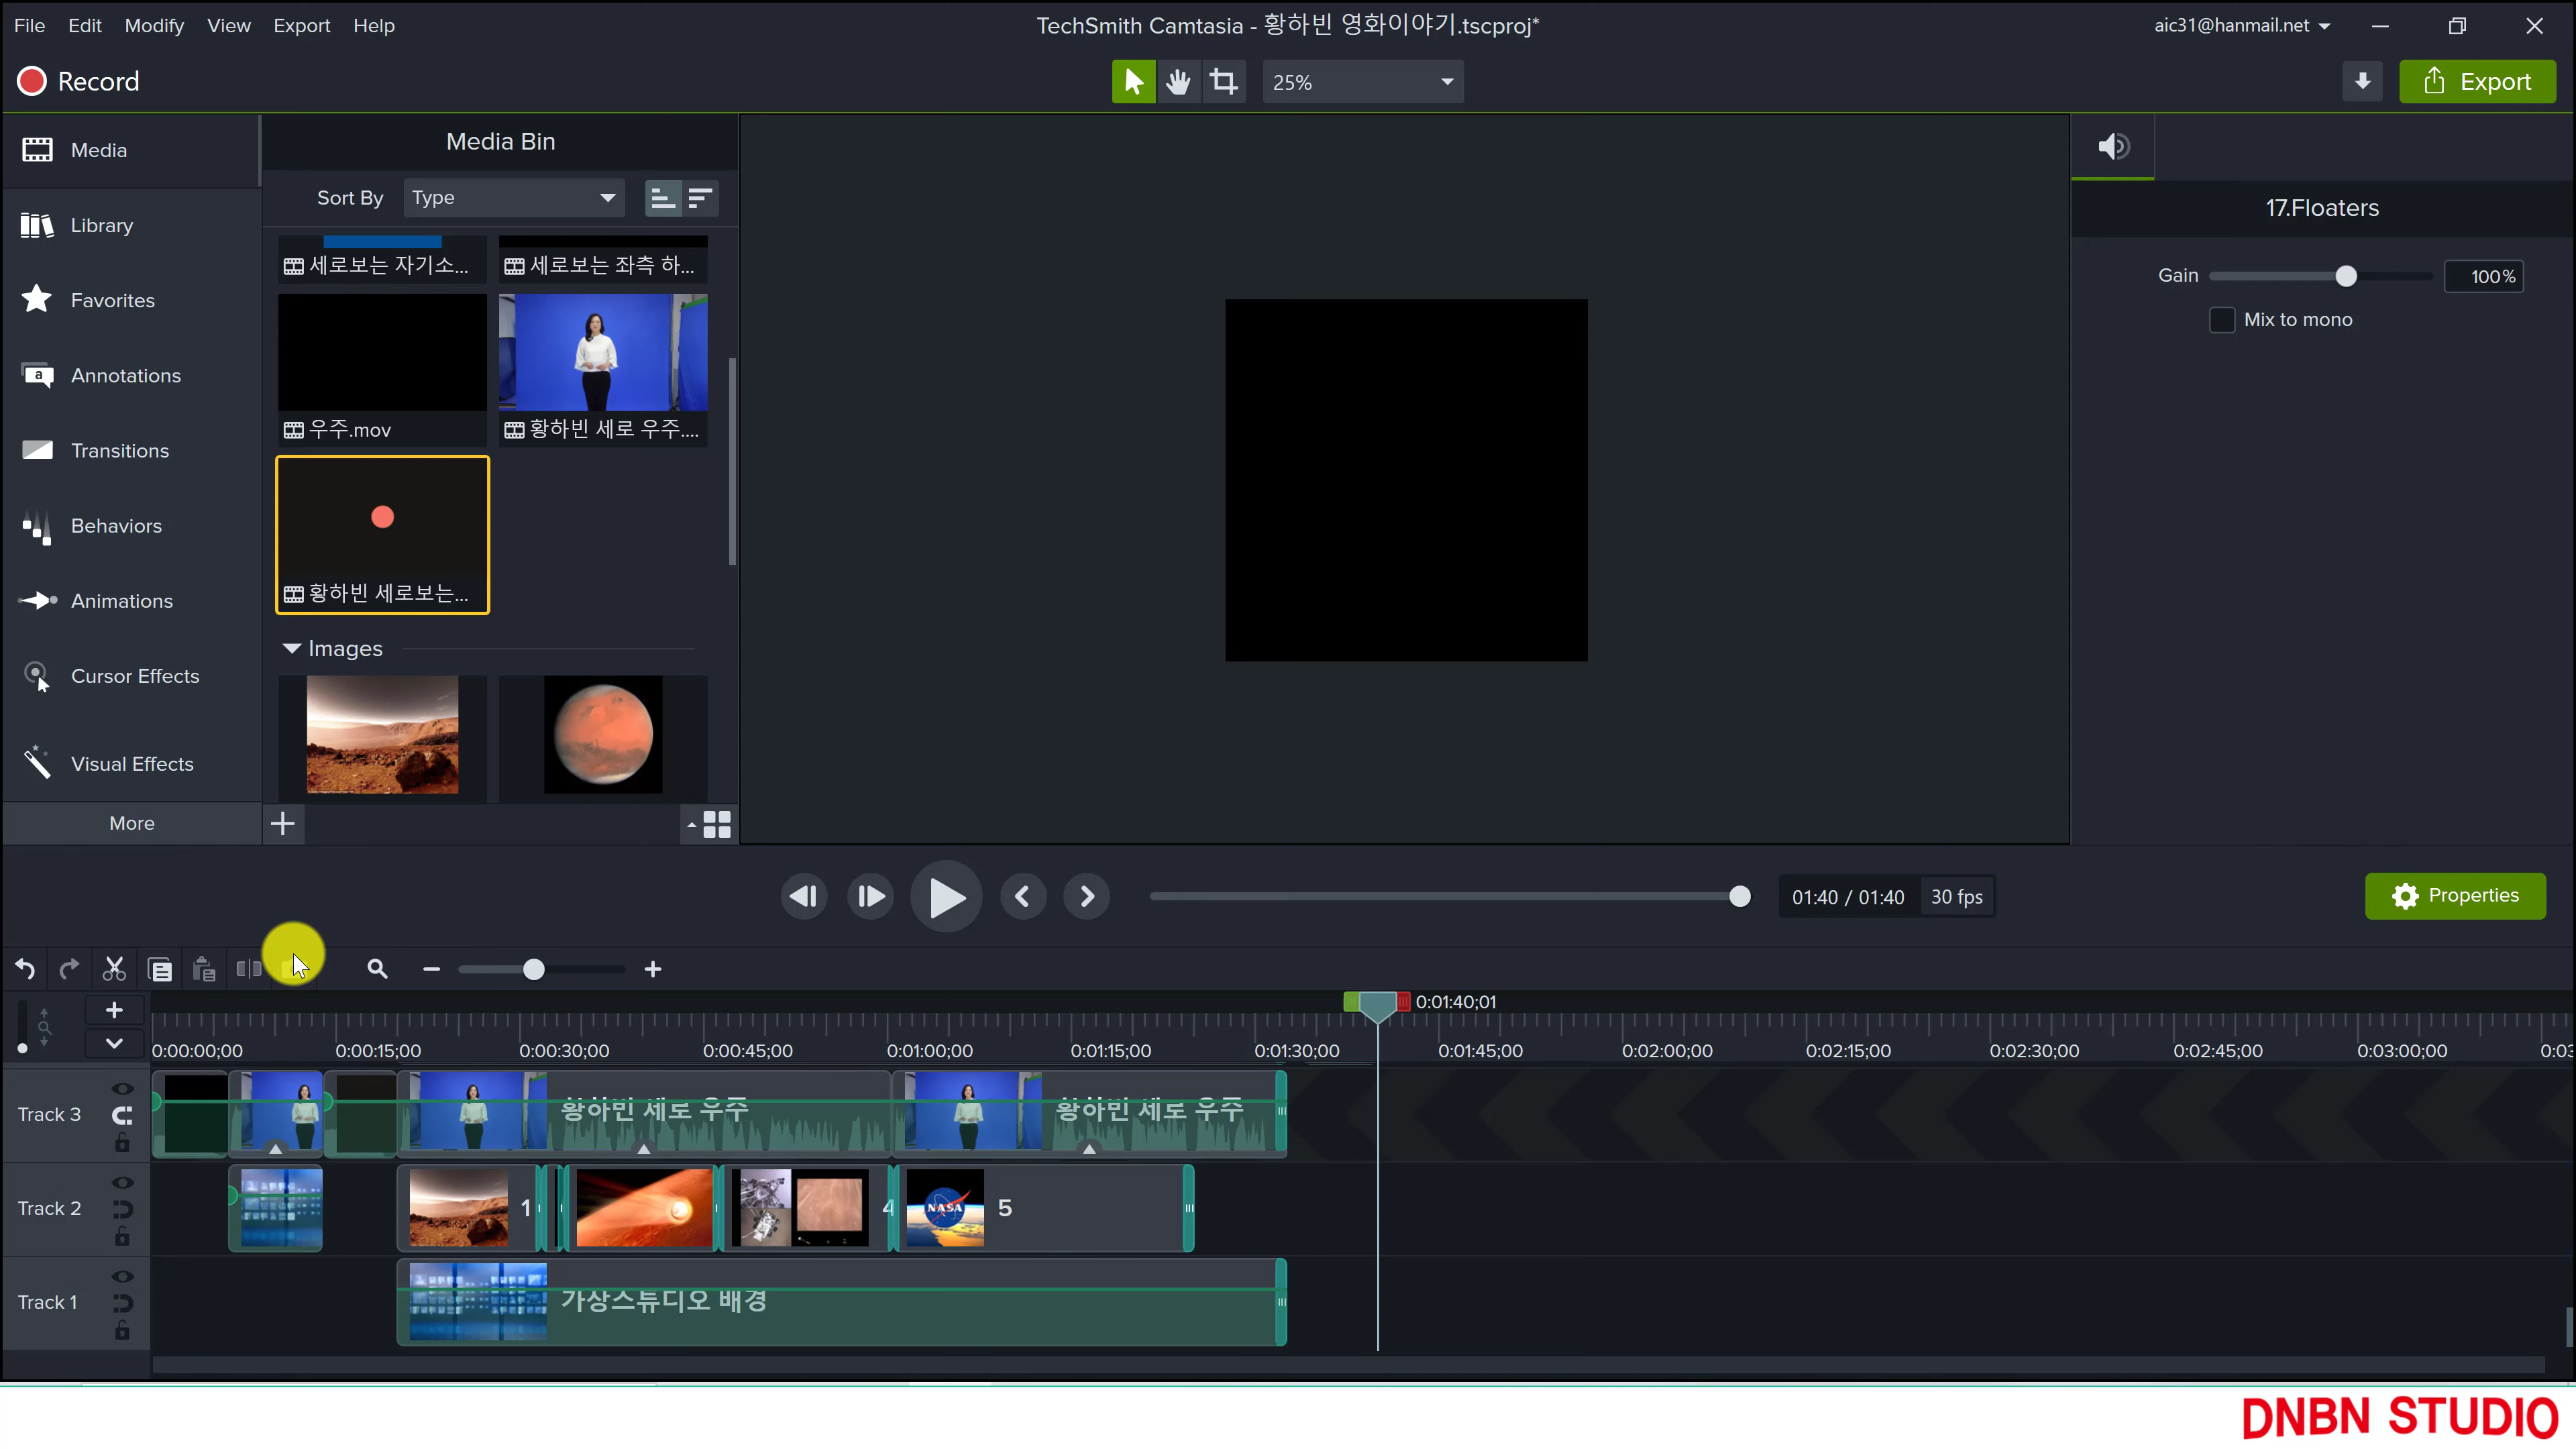 File Edit Modify View Export Help
TechSmith Camtasia - 황하빈 영화이야기.tscproj*
aic31@hanmail.net
Record
25%
Export
Media
Library
Favorites
Annotations
Transitions
Behaviors
Animations
Cursor Effects
Visual Effects
More
Media Bin
Sort By Type
세로보는 자기소...
세로보는 좌측 하...
우주.mov
황하빈 세로 우주....
황하빈 세로보는...
Images
17.Floaters
Gain 100%
Mix to mono
01:40 / 01:40 30 fps
Properties
0:01:40;01
0:00:00;00 0:00:15;00 0:00:30;00 0:00:45;00 0:01:00;00 0:01:15;00 0:01:30;00 0:01:45;00 0:02:00;00 0:02:15;00 0:02:30;00 0:02:45;00 0:03:00;00 0:03
Track 3
황하빈 세로 우주
황하빈 세로 우주
Track 2
1 4 NASA 5
Track 1
가상스튜디오 배경
DNBN STUDIO